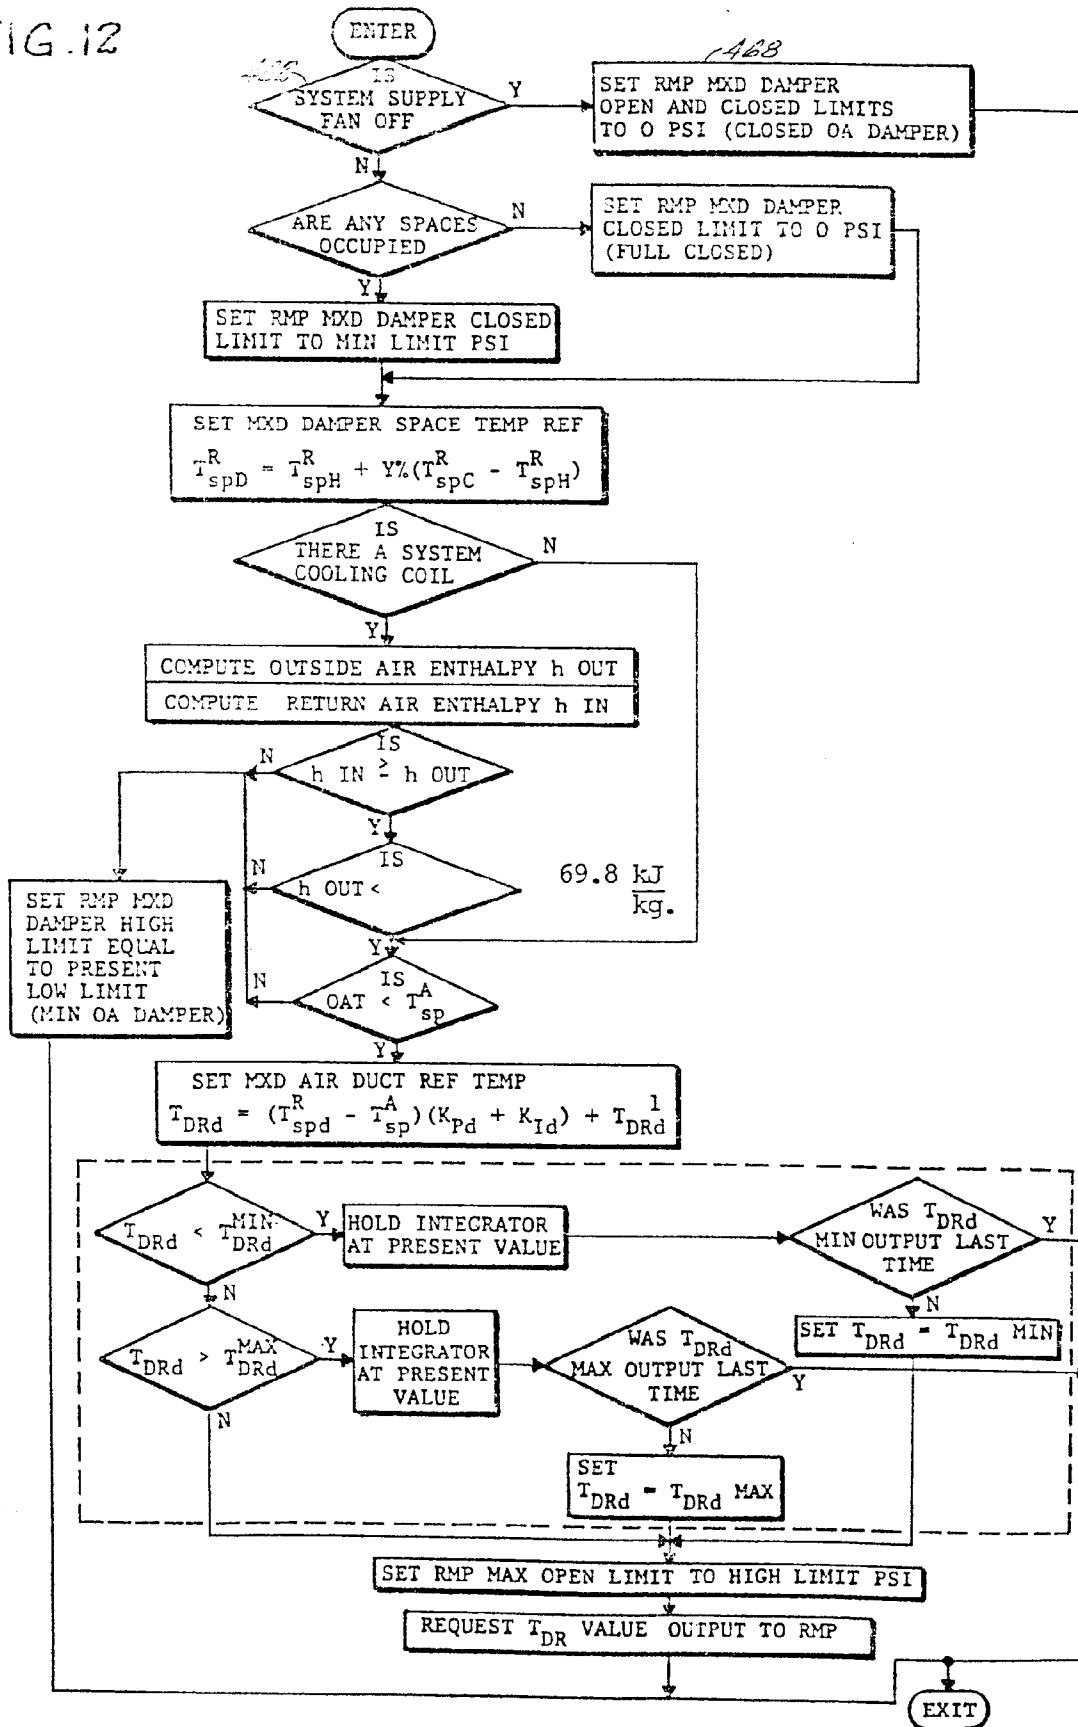 FIG.12
ENTER
468
IS
SYSTEM SUPPLY
FAN OFF
Y
SET RMP MXD DAMPER
OPEN AND CLOSED LIMITS
TO 0 PSI (CLOSED OA DAMPER)
N
ARE ANY SPACES
OCCUPIED
N
SET RMP MXD DAMPER
CLOSED LIMIT TO 0 PSI
(FULL CLOSED)
Y
SET RMP MXD DAMPER CLOSED
LIMIT TO MIN LIMIT PSI
SET MXD DAMPER SPACE TEMP REF
T^R_spD = T^R_spH + Y%(T^R_spC - T^R_spH)
IS
THERE A SYSTEM
COOLING COIL
N
Y
COMPUTE OUTSIDE AIR ENTHALPY h OUT
COMPUTE RETURN AIR ENTHALPY h IN
IS
h IN ≥ h OUT
N
Y
IS
h OUT <
69.8 kJ
kg.
N
Y
SET RMP MXD
DAMPER HIGH
LIMIT EQUAL
TO PRESENT
LOW LIMIT
(MIN OA DAMPER)
IS
OAT < T^A_sp
N
Y
SET MXD AIR DUCT REF TEMP
T_DRd = (T^R_spd - T^A_sp)(K_Pd + K_Id) + T^1_DRd
T_DRd < T^MIN_DRd
Y
HOLD INTEGRATOR
AT PRESENT VALUE
WAS T_DRd
MIN OUTPUT LAST
TIME
Y
N
N
SET T_DRd = T_DRd MIN
T_DRd > T^MAX_DRd
Y
HOLD
INTEGRATOR
AT PRESENT
VALUE
WAS T_DRd
MAX OUTPUT LAST
TIME
Y
N
N
SET
T_DRd = T_DRd MAX
SET RMP MAX OPEN LIMIT TO HIGH LIMIT PSI
REQUEST T_DR VALUE OUTPUT TO RMP
EXIT